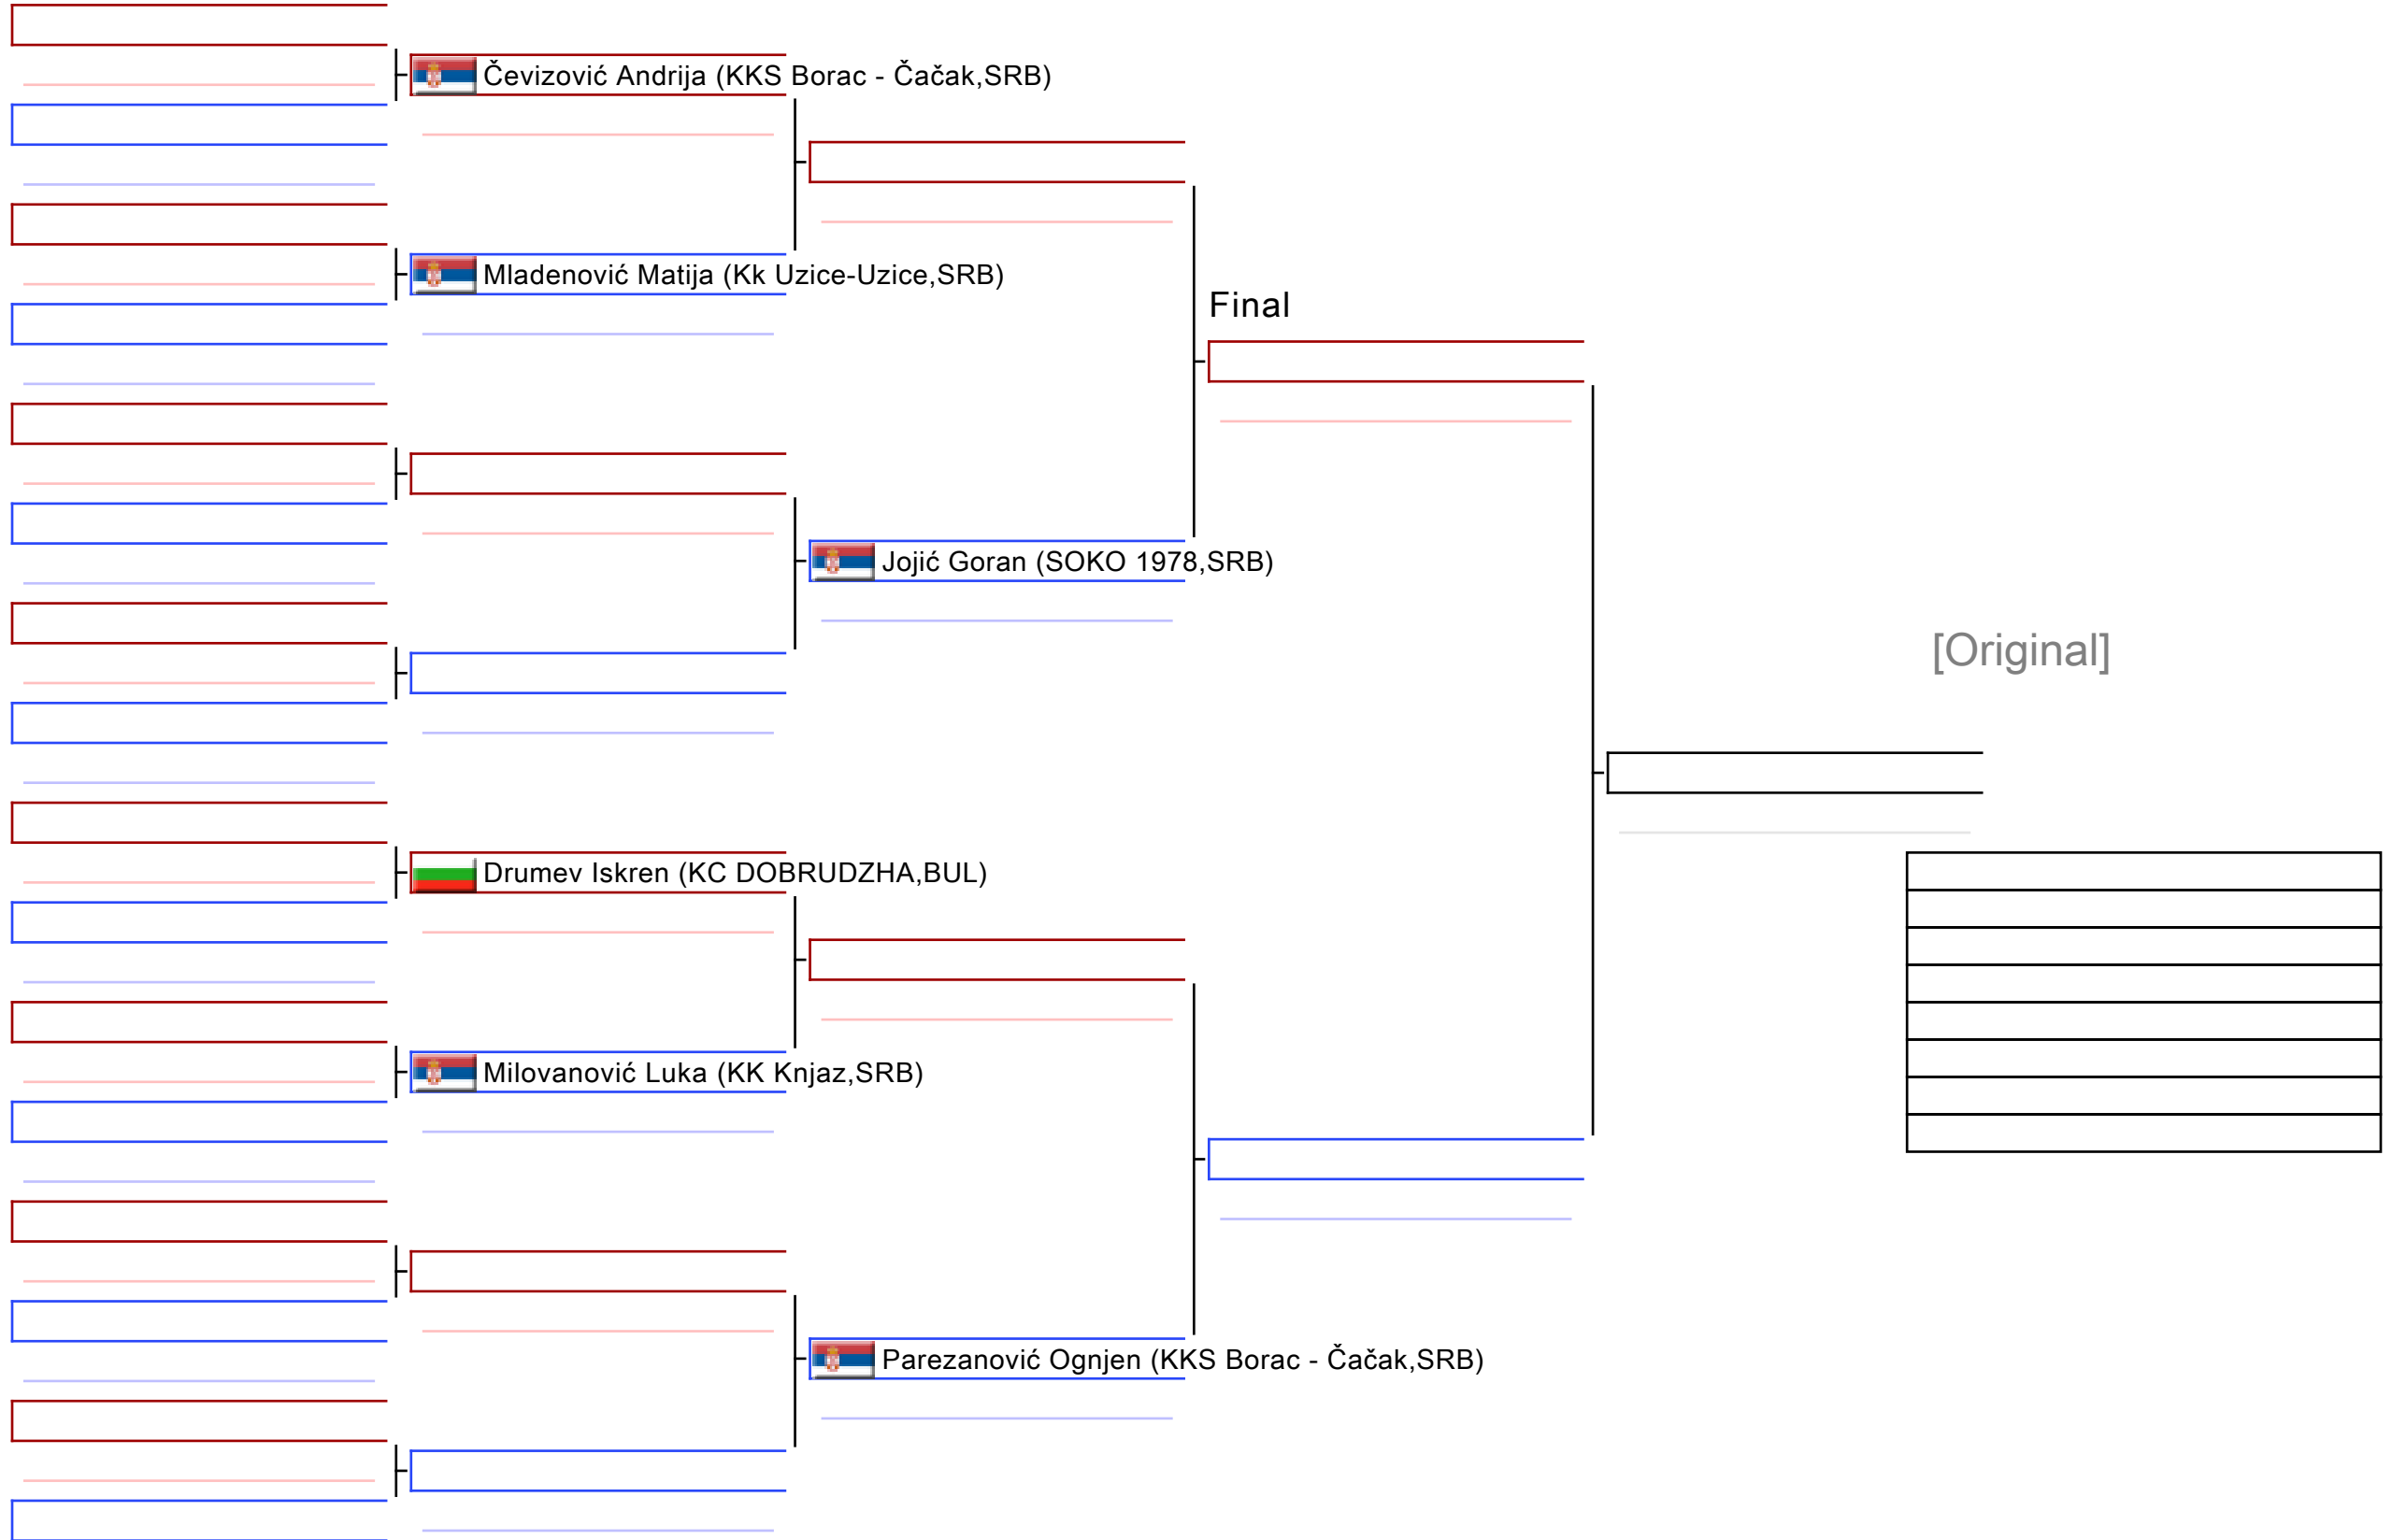 Čevizović Andrija (KKS Borac - Čačak,SRB)
Mladenović Matija (Kk Uzice-Uzice,SRB)
Final
Jojić Goran (SOKO 1978,SRB)
[Original]
Drumev Iskren (KC DOBRUDZHA,BUL)
Milovanović Luka (KK Knjaz,SRB)
Parezanović Ognjen (KKS Borac - Čačak,SRB)